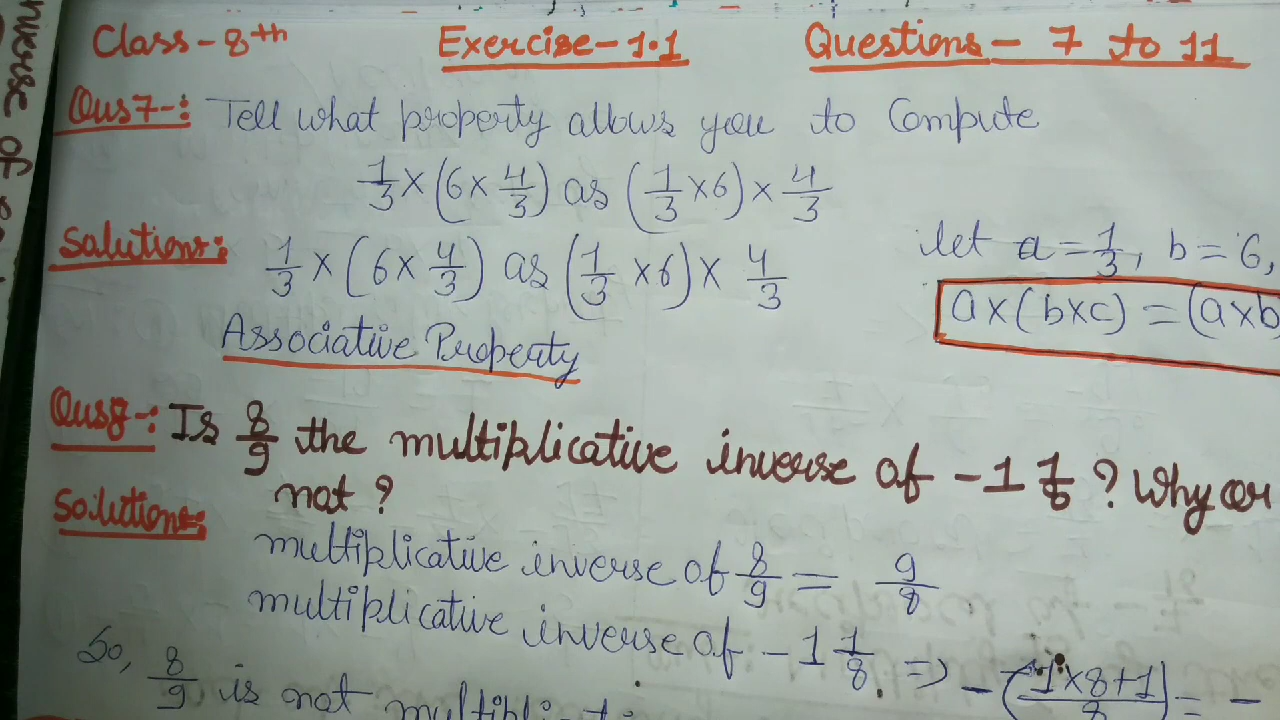 nverse of
Class-8th Exercise-1.1 Questions- 7 to 11
Qus7-: Tell what property allows you to Compute
1/3 × (6 × 4/3) as (1/3 × 6) × 4/3
Solution: 1/3 × (6 × 4/3) as (1/3 × 6) × 4/3
let a = 1/3, b = 6,
a×(b×c) = (a×b
Associative Property
Qus8-: Is 8/9 the multiplicative inverse of -1 1/8 ? Why or
not ?
Solution:
multiplicative inverse of 8/9 = 9/8
multiplicative inverse of -1 1/8 => -(1×8+1)/8 = -
So, 8/9 is not